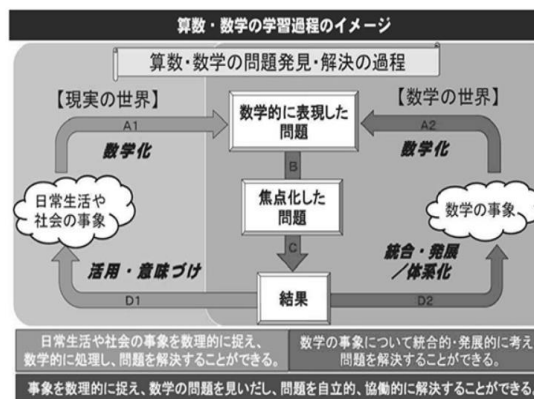 算数・数学の学習過程のイメージ
算数・数学の問題発見・解決の過程
【現実の世界】
【数学の世界】
A1
数学的に表現した
問題
A2
数学化
数学化
B
日常生活や
社会の事象
焦点化した
問題
数学の事象
C
活用・意味づけ
統合・発展
/体系化
D1
結果
D2
日常生活や社会の事象を数理的に捉え、
数学的に処理し、問題を解決することができる。
数学の事象について統合的・発展的に考え
問題を解決することができる。
事象を数理的に捉え、数学の問題を見いだし、問題を自立的、協働的に解決することができる。